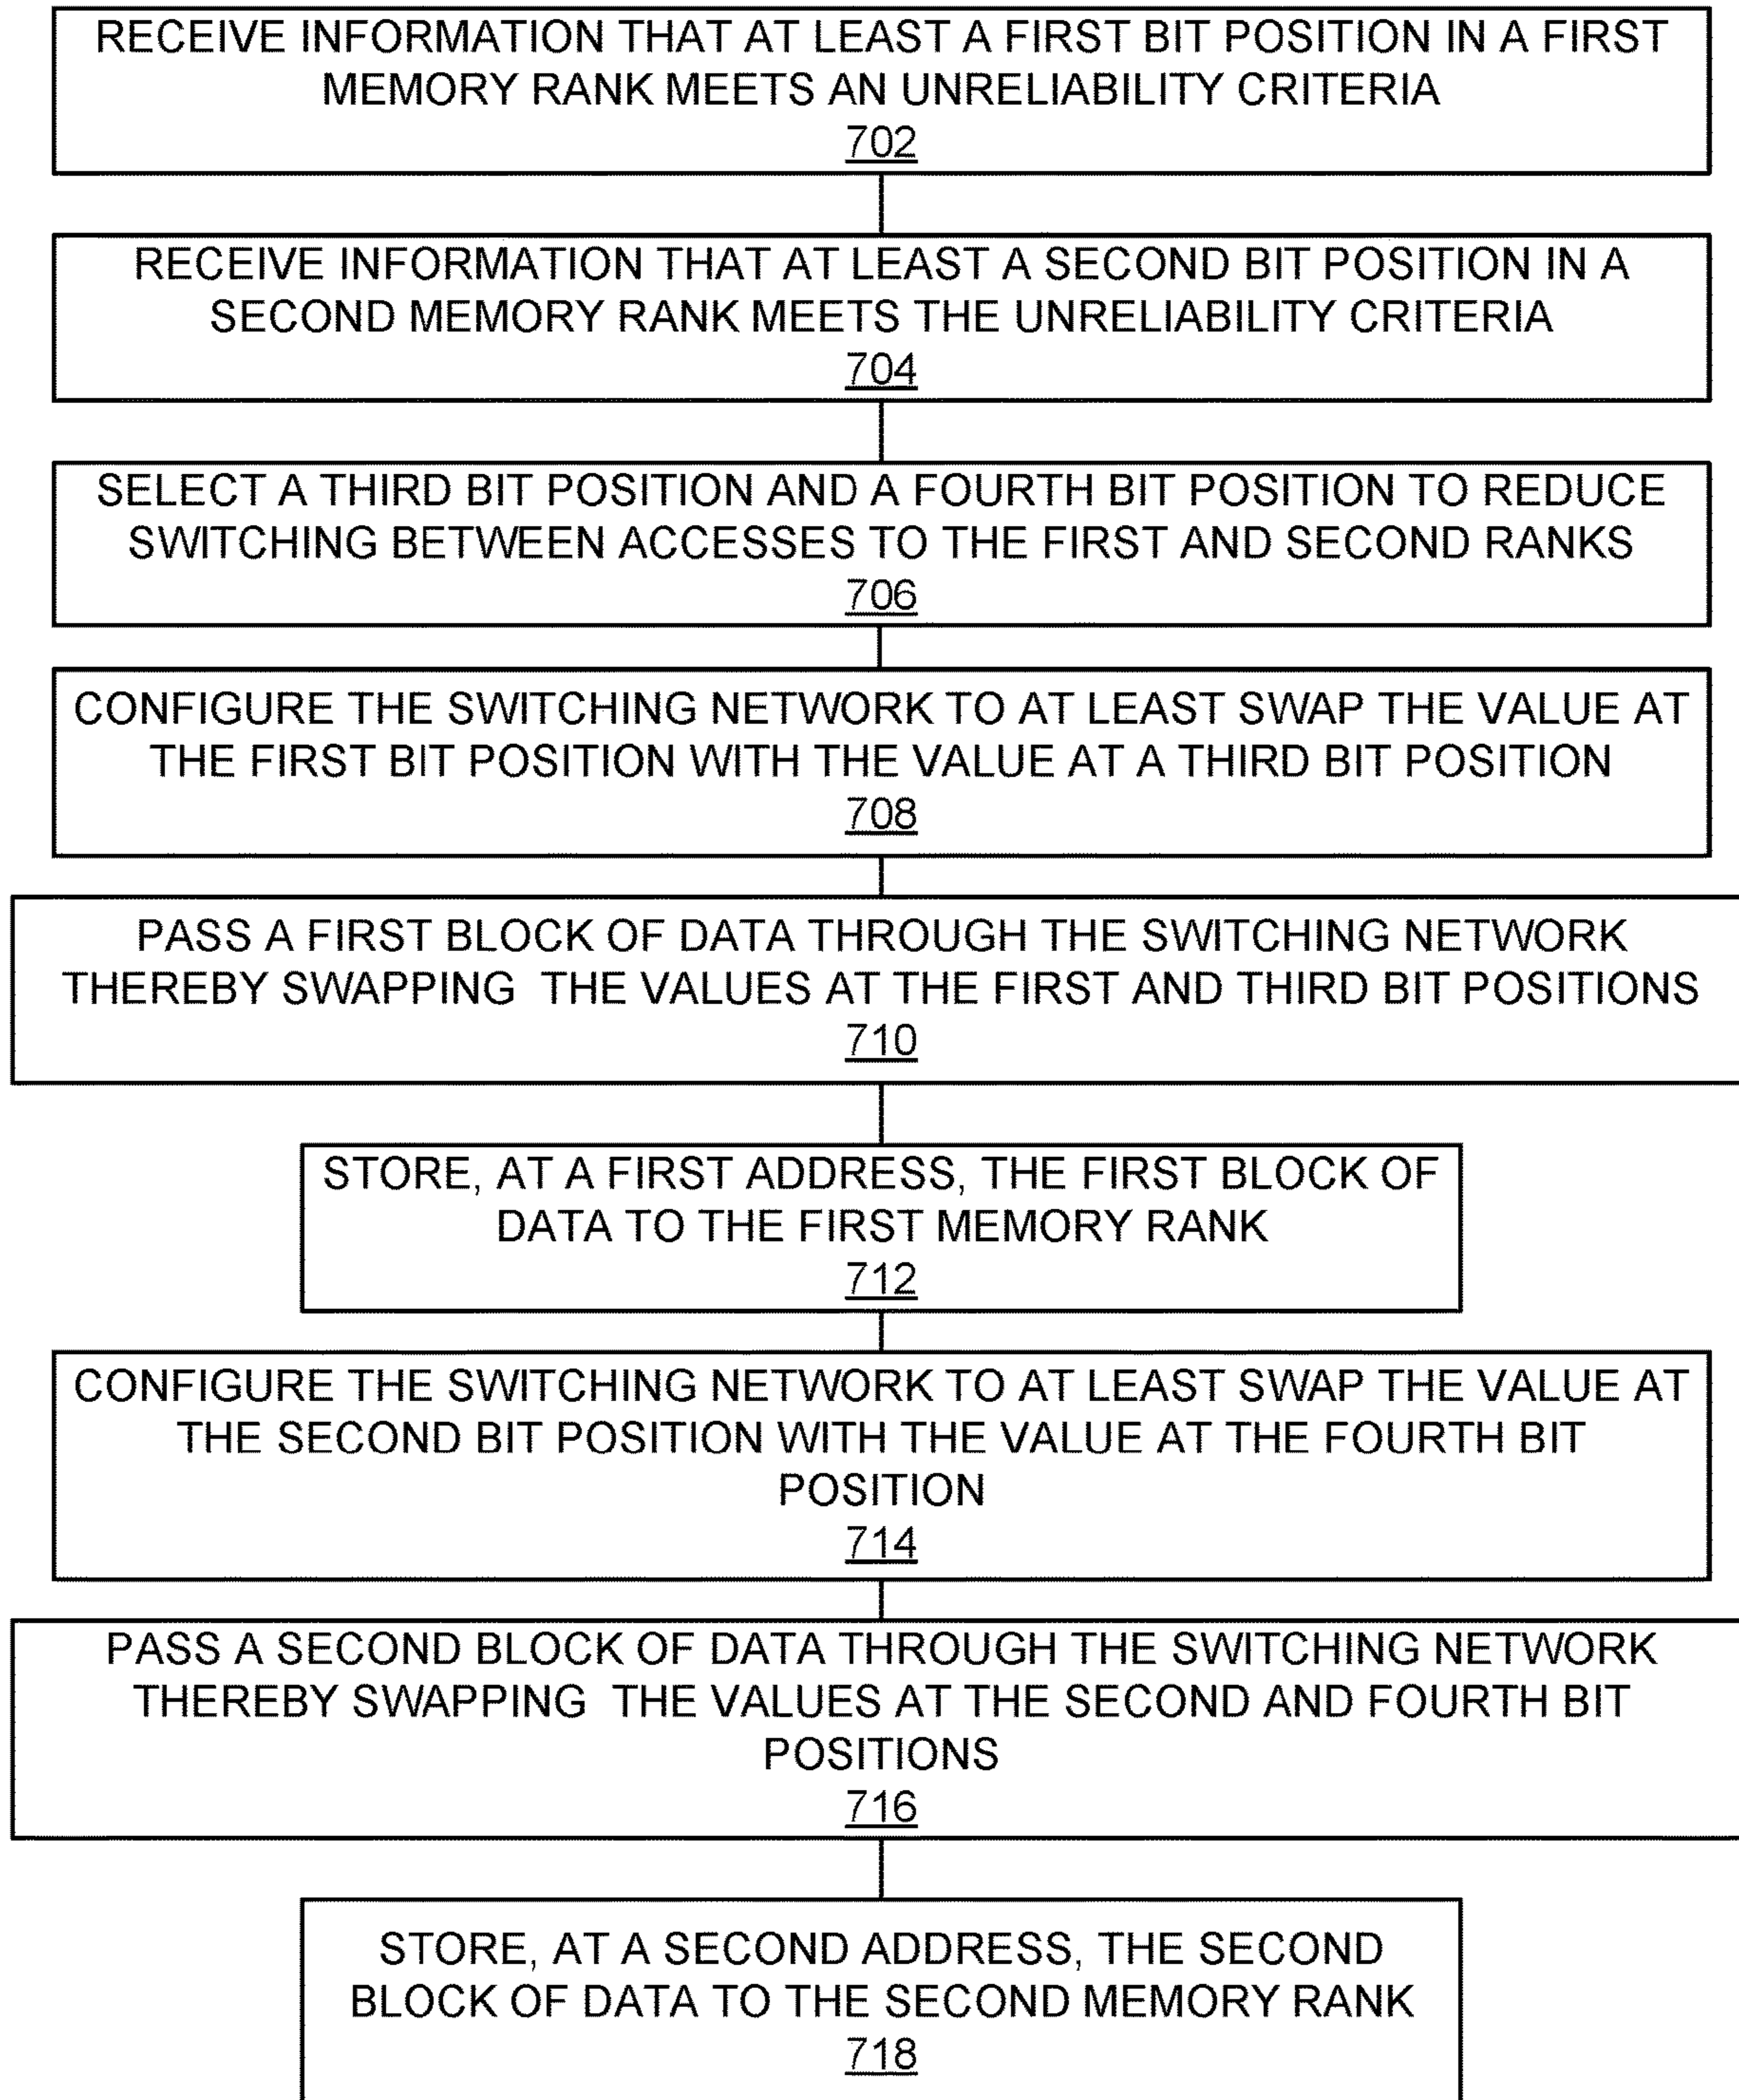 RECEIVE INFORMATION THAT AT LEAST A FIRST BIT POSITION IN A FIRST
MEMORY RANK MEETS AN UNRELIABILITY CRITERIA
702
RECEIVE INFORMATION THAT AT LEAST A SECOND BIT POSITION IN A
SECOND MEMORY RANK MEETS THE UNRELIABILITY CRITERIA
704
SELECT A THIRD BIT POSITION AND A FOURTH BIT POSITION TO REDUCE
SWITCHING BETWEEN ACCESSES TO THE FIRST AND SECOND RANKS
706
CONFIGURE THE SWITCHING NETWORK TO AT LEAST SWAP THE VALUE AT
THE FIRST BIT POSITION WITH THE VALUE AT A THIRD BIT POSITION
708
PASS A FIRST BLOCK OF DATA THROUGH THE SWITCHING NETWORK
THEREBY SWAPPING THE VALUES AT THE FIRST AND THIRD BIT POSITIONS
710
STORE, AT A FIRST ADDRESS, THE FIRST BLOCK OF
DATA TO THE FIRST MEMORY RANK
712
CONFIGURE THE SWITCHING NETWORK TO AT LEAST SWAP THE VALUE AT
THE SECOND BIT POSITION WITH THE VALUE AT THE FOURTH BIT
POSITION
714
PASS A SECOND BLOCK OF DATA THROUGH THE SWITCHING NETWORK
THEREBY SWAPPING THE VALUES AT THE SECOND AND FOURTH BIT
POSITIONS
716
STORE, AT A SECOND ADDRESS, THE SECOND
BLOCK OF DATA TO THE SECOND MEMORY RANK
718